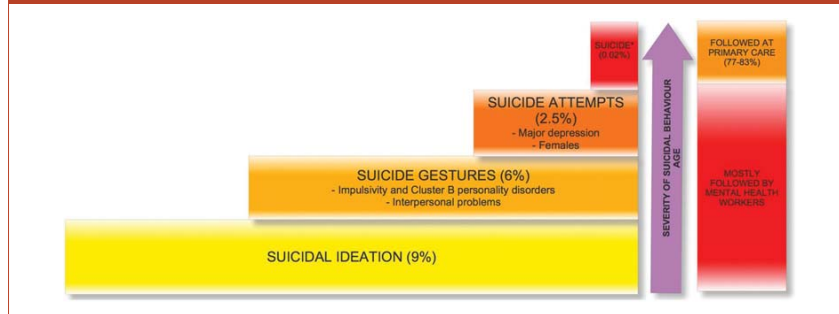 SUICIDE*
(0.02%)
SUICIDE ATTEMPTS
(2.5%)
- Major depression
- Females
SUICIDE GESTURES (6%)
- Impulsivity and Cluster B personality disorders
- Interpersonal problems
SUICIDAL IDEATION (9%)
SEVERITY OF SUICIDAL BEHAVIOUR
AGE
FOLLOWED AT
PRIMARY CARE
(77-83%)
MOSTLY
FOLLOWED BY
MENTAL HEALTH
WORKERS